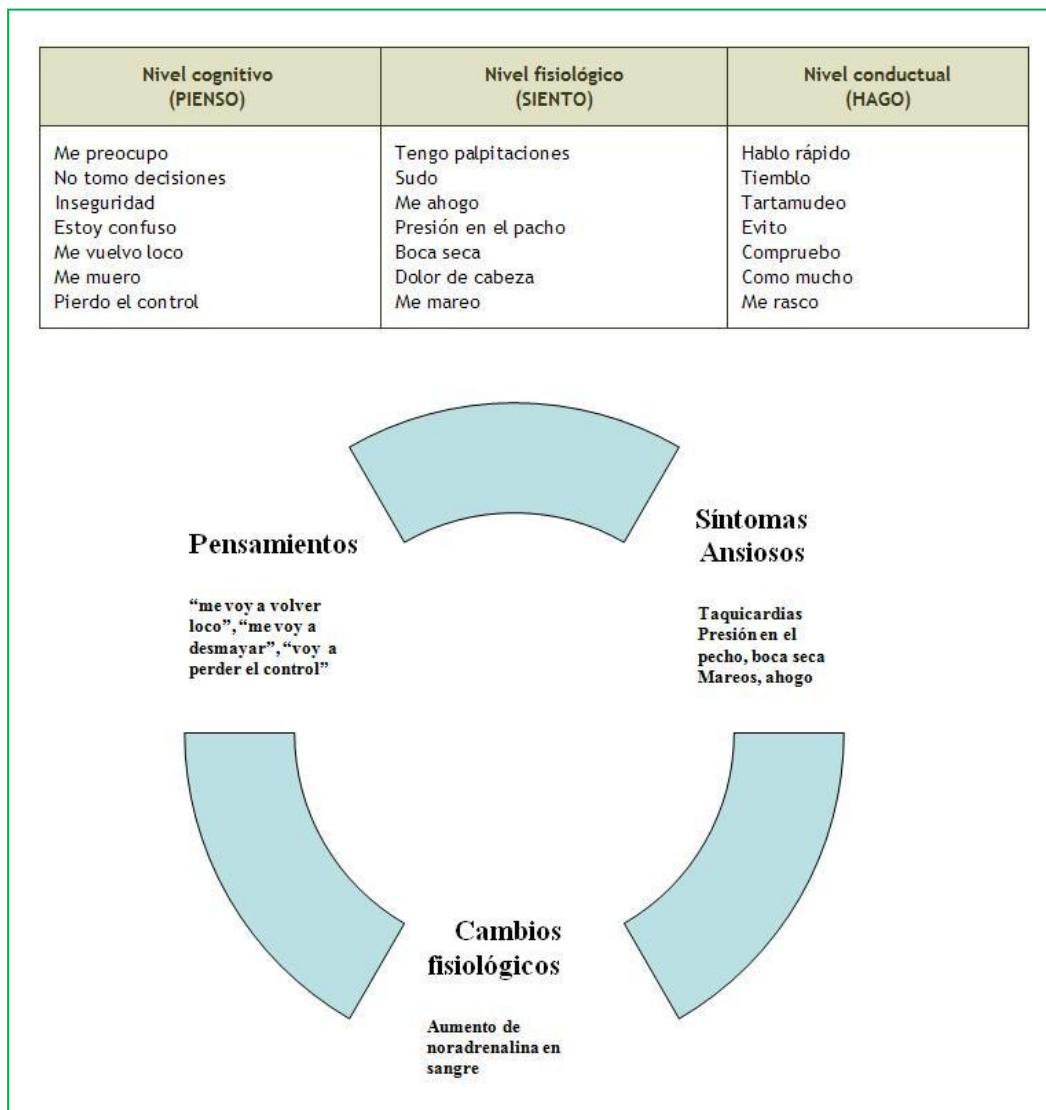 Nivel cognitivo
(PIENSO)
Nivel fisiológico
(SIENTO)
Nivel conductual
(HAGO)
Me preocupo
No tomo decisiones
Inseguridad
Estoy confuso
Me vuelvo loco
Me muero
Pierdo el control
Tengo palpitaciones
Sudo
Me ahogo
Presión en el pacho
Boca seca
Dolor de cabeza
Me mareo
Hablo rápido
Tiemblo
Tartamudeo
Evito
Compruebo
Como mucho
Me rasco
Pensamientos
“me voy a volver
loco”, “me voy a
desmayar”, “voy a
perder el control”
Síntomas
Ansiosos
Taquicardias
Presión en el
pecho, boca seca
Mareos, ahogo
Cambios
fisiológicos
Aumento de
noradrenalina en
sangre